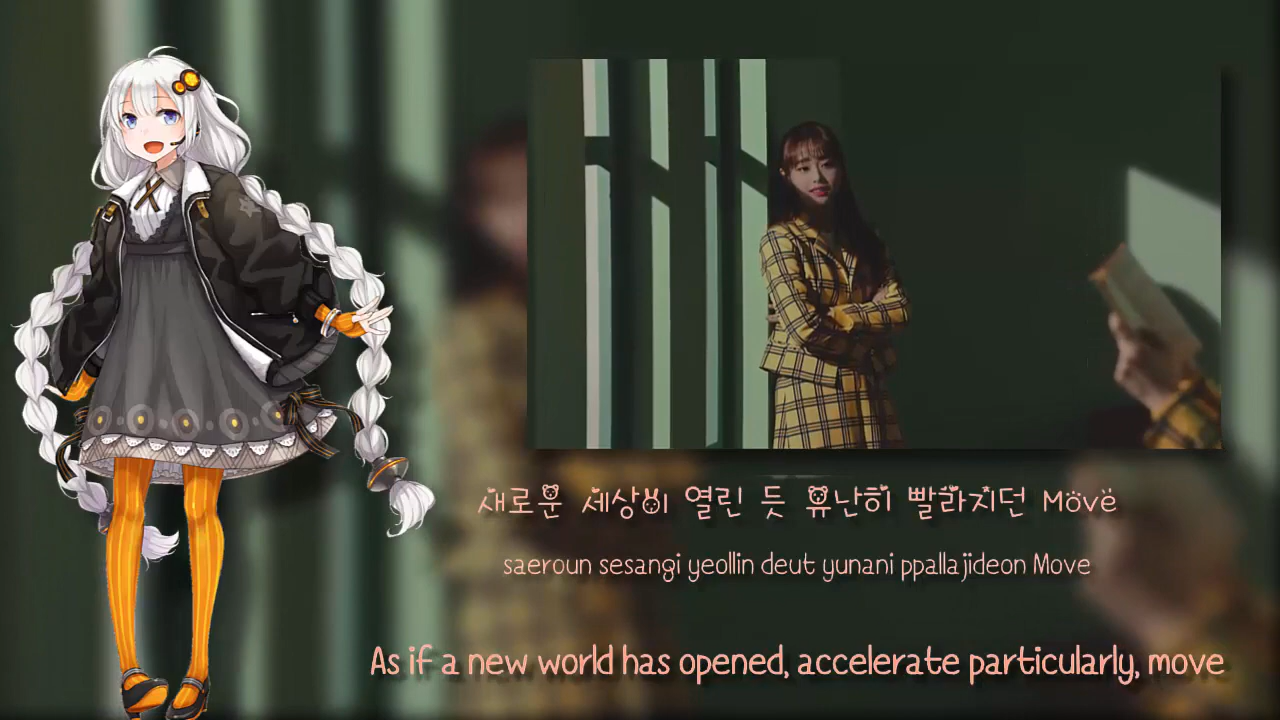 새로운 세상이 열린 듯 유난히 빨라지던 Move
saeroun sesangi yeollin deut yunani ppallajideon Move
As if a new world has opened, accelerate particularly, move